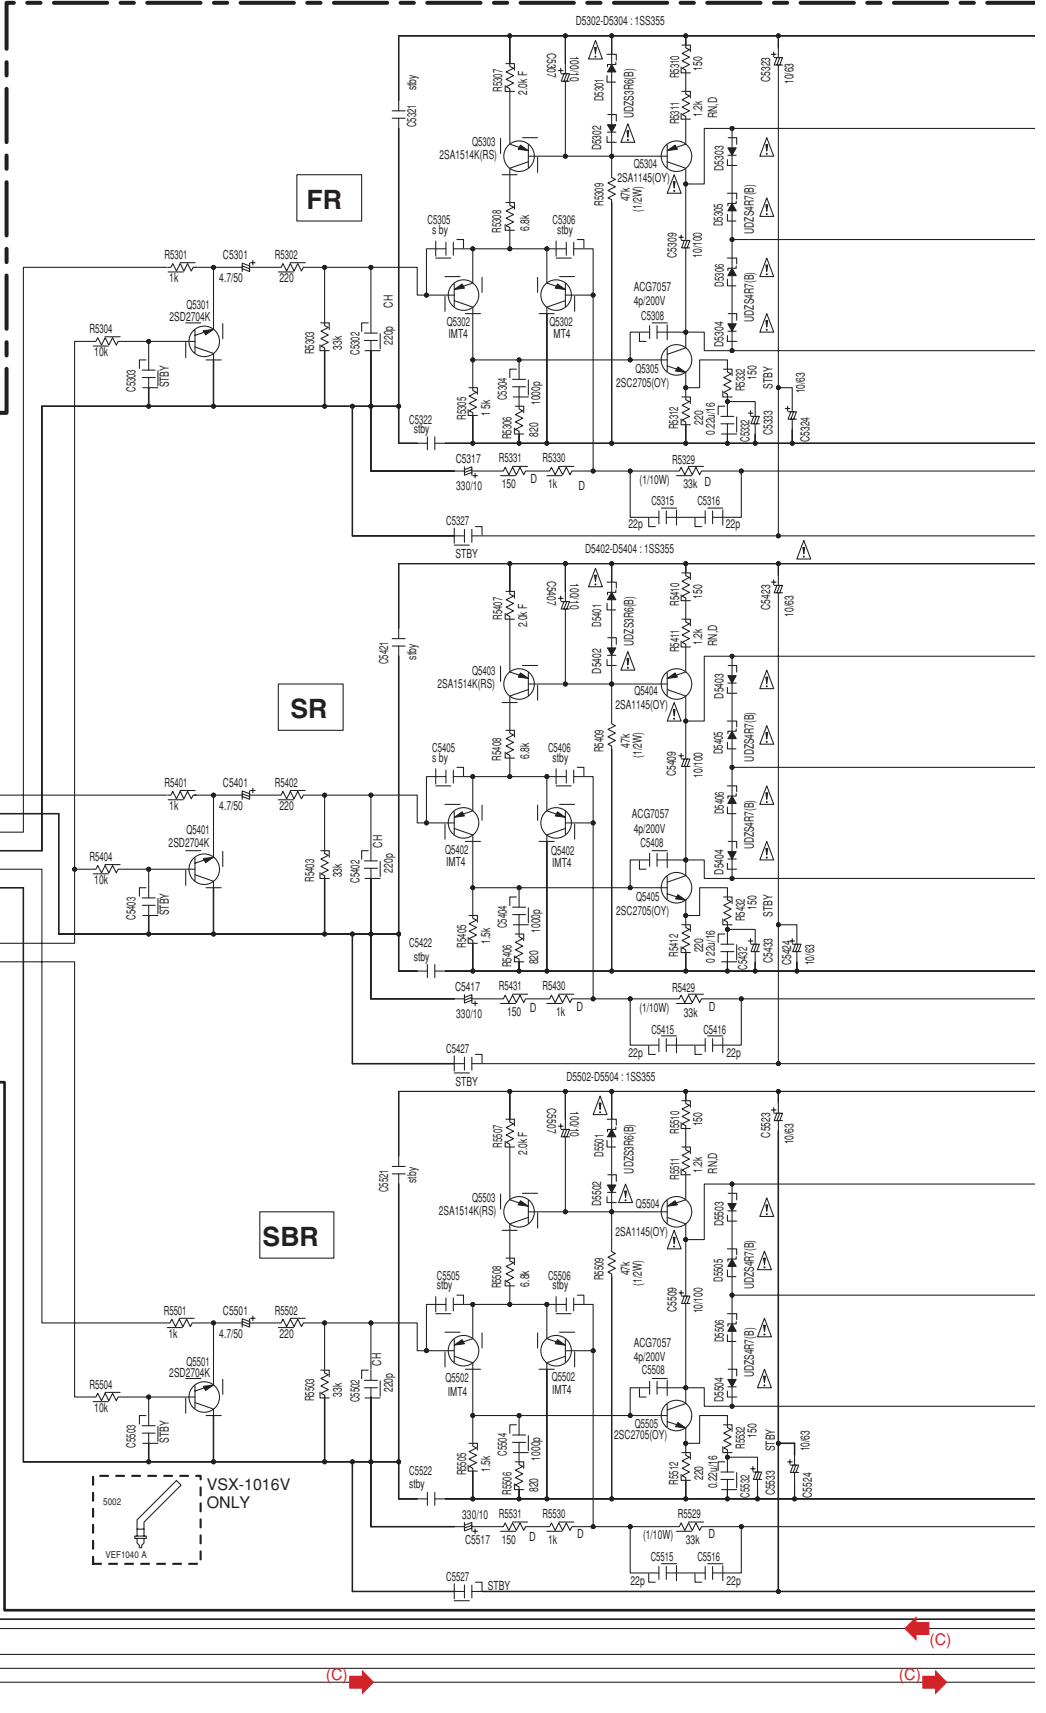 D5302-D5304 : 1SS355
C5321
stby
R5307
2.0k F
C5307
100/10
D5301
UDZS3R6(B)
R5310
150
C5323
10/63
R5311
1.2k
RN,D
D5302
Q5303
2SA1514K(RS)
Q5304
2SA1145(OY)
D5303
FR
R5309
47k
(1/2W)
D5305
UDZS4R7(B)
R5308
6.8k
C5305
s by
C5306
stby
C5309
10/100
R5301
1k
C5301
4.7/50
R5302
220
D5306
UDZS4R7(B)
Q5301
2SD2704K
CH
Q5302
IMT4
Q5302
MT4
ACG7057
4p/200V
C5308
D5304
R5304
10k
R5303
33k
C5302
220p
C5303
STBY
Q5305
2SC2705(OY)
R5332
150
STBY
10/63
R5305
1 5k
C5304
1000p
R5306
820
R5312
220
0.22u/16
C5332
C5333
C5324
C5322
stby
C5317
330/10
R5331
150 D
R5330
1k D
R5329
(1/10W) 33k D
C5315
22p
C5316
22p
C5327
STBY
D5402-D5404 : 1SS355
C5421
stby
R5407
2.0k F
C5407
100/10
D5401
UDZS3R6(B)
R5410
150
C5423
10/63
R5411
1.2k
RN,D
D5402
Q5403
2SA1514K(RS)
Q5404
2SA1145(OY)
D5403
SR
R5409
47k
(1/2W)
D5405
UDZS4R7(B)
R5408
6.8k
C5405
s by
C5406
stby
C5409
10/100
R5401
1k
C5401
4.7/50
R5402
220
D5406
UDZS4R7(B)
Q5401
2SD2704K
CH
Q5402
IMT4
Q5402
IMT4
ACG7057
4p/200V
C5408
D5404
R5404
10k
R5403
33k
C5402
220p
C5403
STBY
Q5405
2SC2705(OY)
R5432
150
STBY
R5405
1.5k
C5404
1000p
R5406
820
R5412
220
0.22u/16
C5432
C5433
C5424
10/63
C5422
stby
C5417
330/10
R5431
150 D
R5430
1k D
R5429
(1/10W) 33k D
C5415
22p
C5416
22p
C5427
STBY
D5502-D5504 : 1SS355
C5521
stby
R5507
2.0k F
C5507
100/10
D5501
UDZS3R6(B)
R5510
150
C5523
10/63
R5511
1.2k
RN,D
D5502
Q5503
2SA1514K(RS)
Q5504
2SA1145(OY)
D5503
SBR
R5509
47k
(1/2W)
D5505
UDZS4R7(B)
R5508
6.8k
C5505
stby
C5506
stby
C5509
10/100
R5501
1k
C5501
4.7/50
R5502
220
D5506
UDZS4R7(B)
Q5501
2SD2704K
CH
Q5502
IMT4
Q5502
IMT4
ACG7057
4p/200V
C5508
D5504
R5504
10k
R5503
33k
C5502
220p
C5503
STBY
Q5505
2SC2705(OY)
R5532
150
STBY
10/63
R5505
1.5k
C5504
1000p
R5506
820
R5512
220
0.22u/16
C5532
C5533
C5524
C5522
stby
VSX-1016V
ONLY
5002
VEF1040 A
330/10
C5517
R5531
150 D
R5530
1k D
R5529
(1/10W) 33k D
C5515
22p
C5516
22p
C5527
STBY
(C)
(C)
(C)